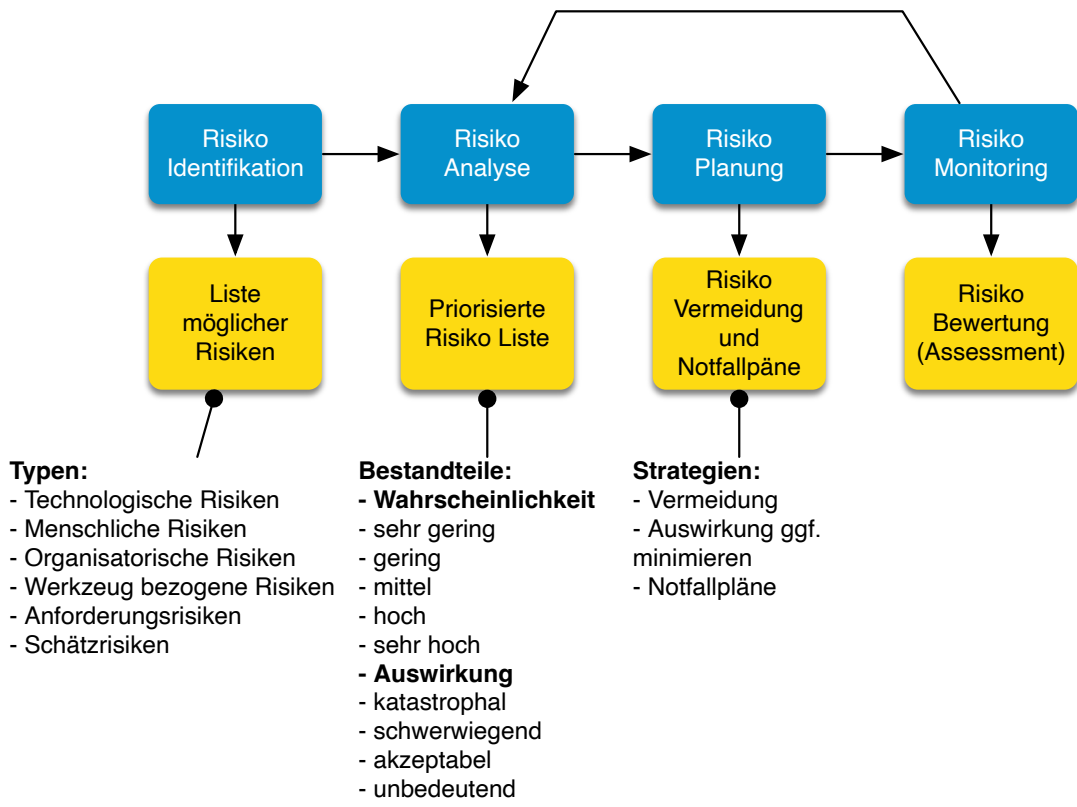 Risiko
Identifikation
Risiko
Analyse
Risiko
Planung
Risiko
Monitoring
Liste
möglicher
Risiken
Priorisierte
Risiko Liste
Risiko
Vermeidung
und
Notfallpäne
Risiko
Bewertung
(Assessment)
Typen:
- Technologische Risiken
- Menschliche Risiken
- Organisatorische Risiken
- Werkzeug bezogene Risiken
- Anforderungsrisiken
- Schätzrisiken
Bestandteile:
- Wahrscheinlichkeit
- sehr gering
- gering
- mittel
- hoch
- sehr hoch
- Auswirkung
- katastrophal
- schwerwiegend
- akzeptabel
- unbedeutend
Strategien:
- Vermeidung
- Auswirkung ggf.
minimieren
- Notfallpläne